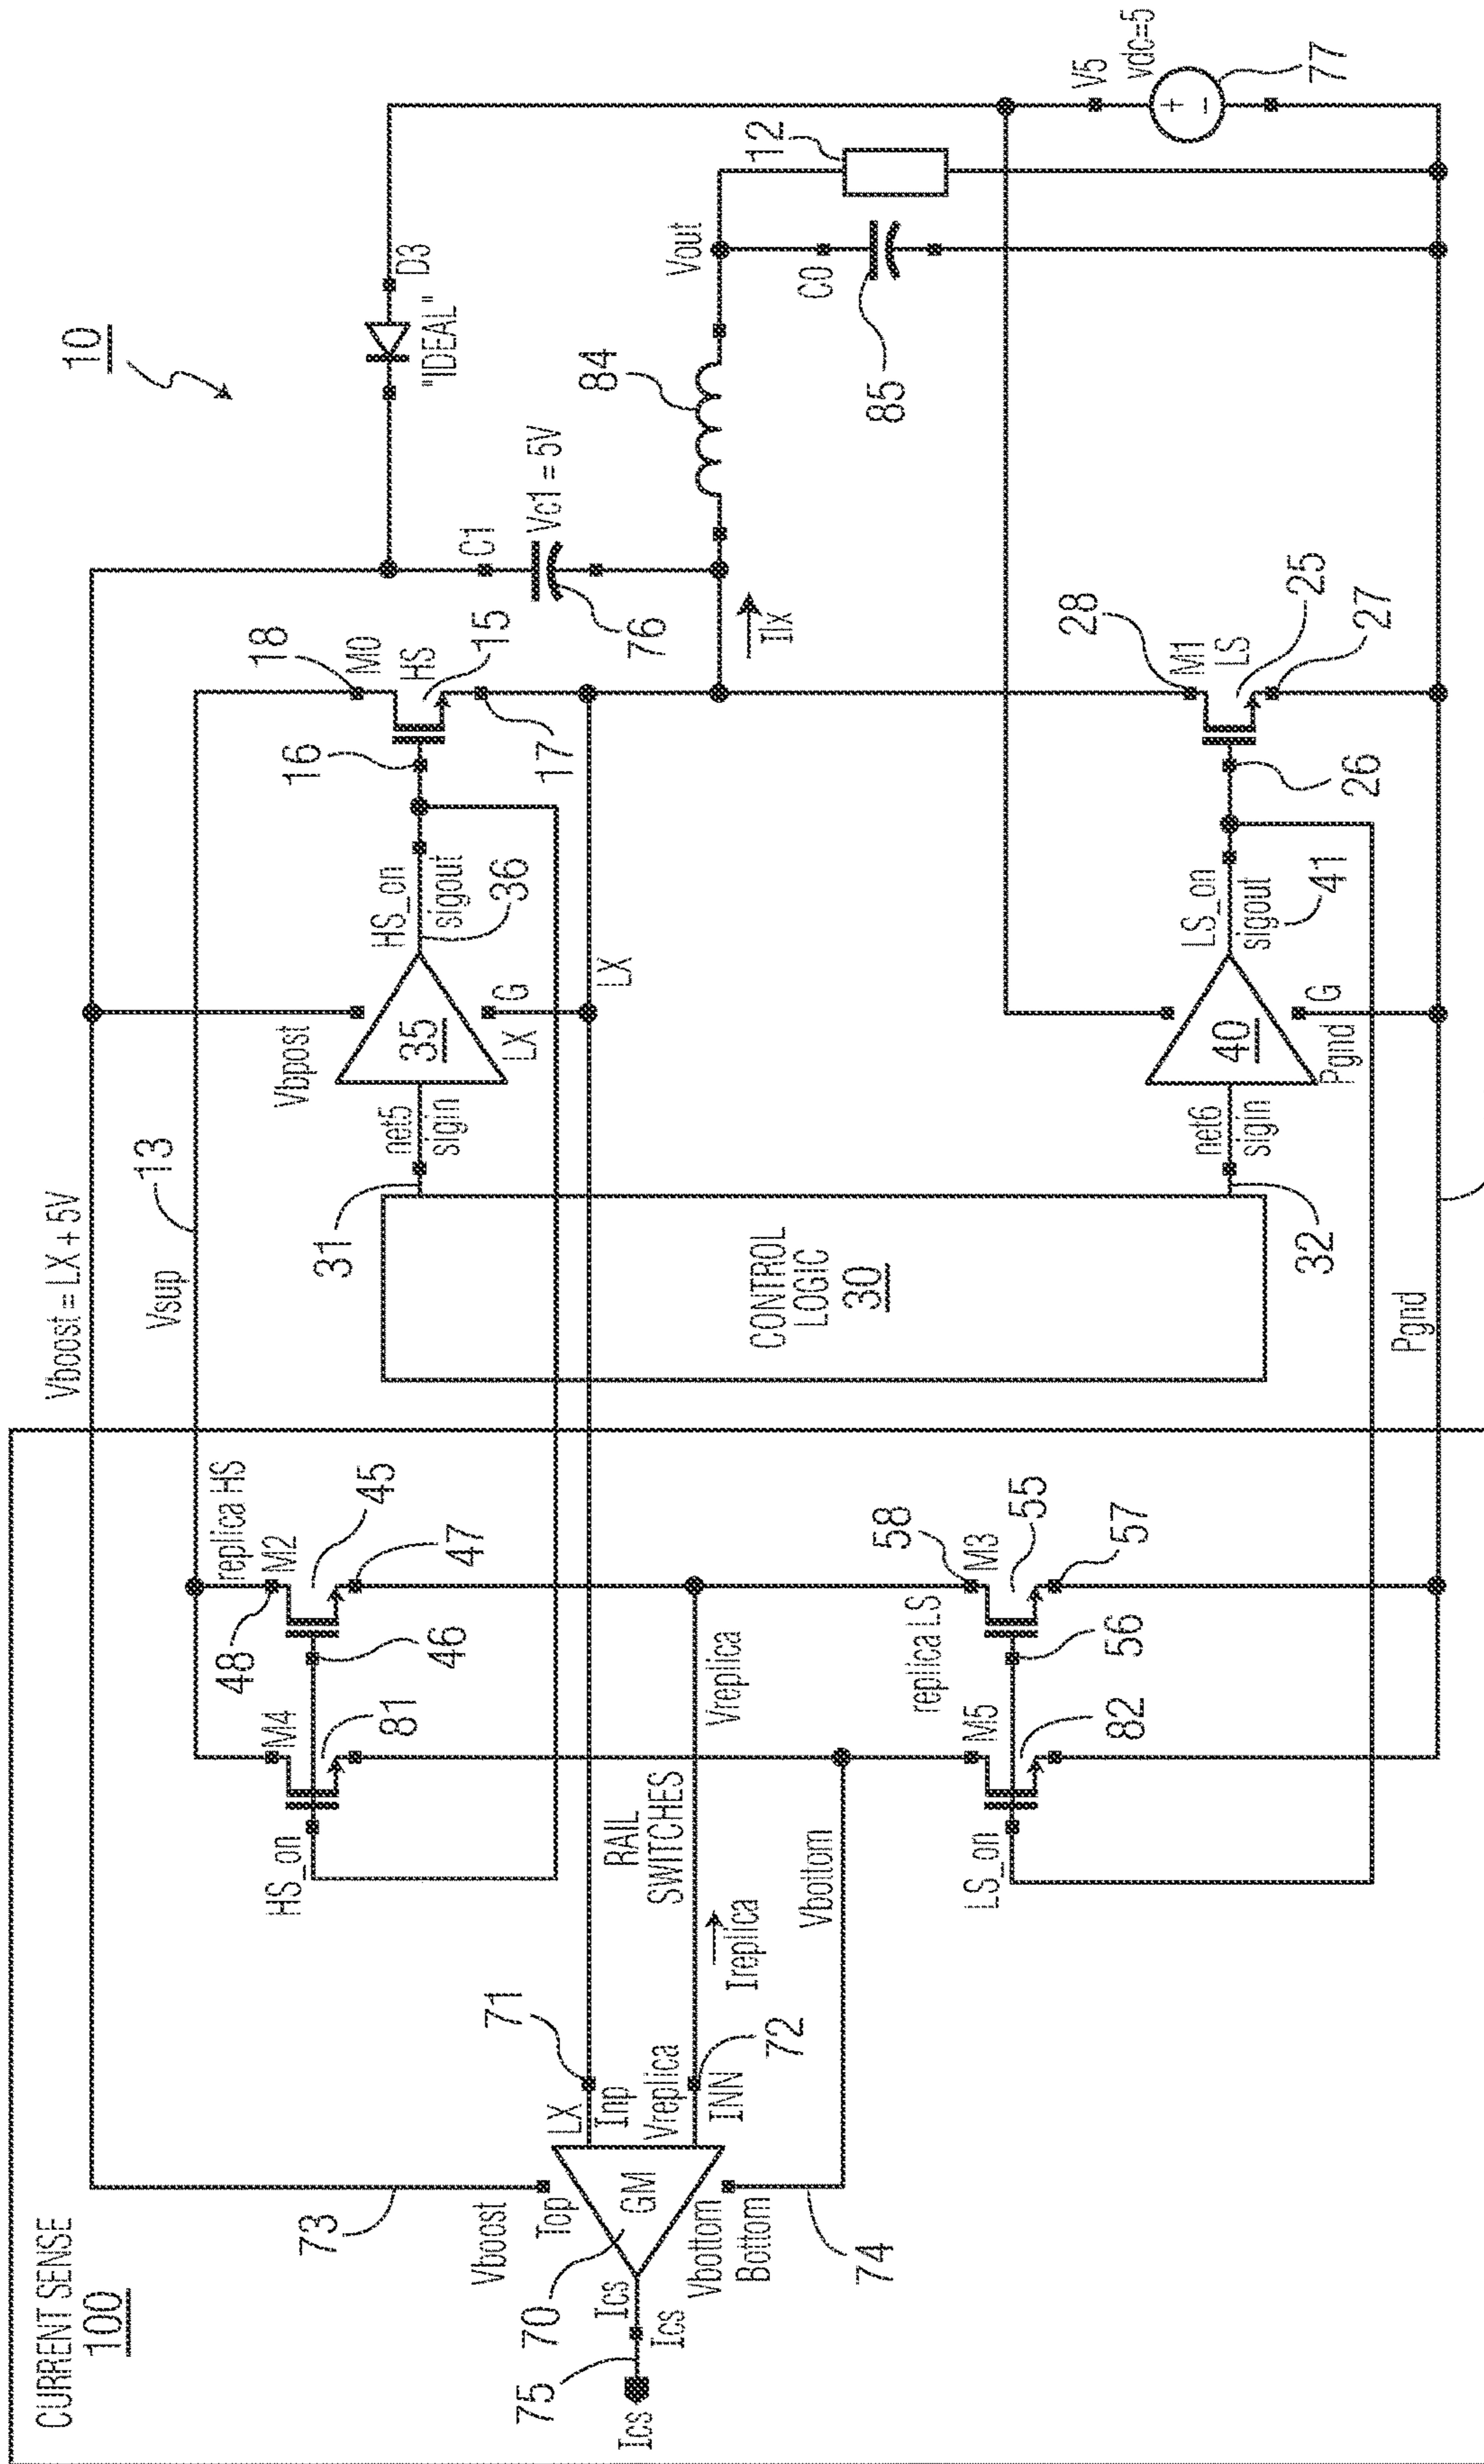 CURRENT SENSE
100
Vboost = LX + 5V
Vsup
13
10
replica HS
M2
48
45
47
46
M4
81
HS_on
Vbpost
35
LX
G
net5
sigin
31
HS_on
sigout
36
16
18
M0
HS
15
17
C1
Vc1 = 5V
76
D3
"IDEAL"
Ilx
84
Vout
C0
85
12
V5
vdc=5
77
LX
CONTROL
LOGIC
30
73
Vboost
Top
71
LX
Inp
Vreplica
INN
72
GM
70
Ics
Ics
75
Ics
Vbottom
Bottom
74
RAIL
SWITCHES
Vreplica
Ireplica
Vbottom
replica LS
58
M3
55
57
56
M5
82
LS_on
net6
sigin
32
40
Pgnd
G
LS_on
sigout
41
26
28
M1
LS
25
27
Pgnd